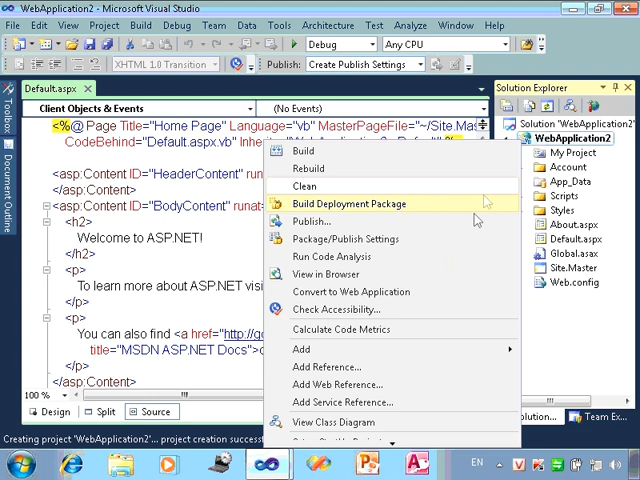 WebApplication2 - Microsoft Visual Studio
File Edit View Project Build Debug Team Data Tools Architecture Test Analyze Window Help
Debug Any CPU
XHTML 1.0 Transition Publish: Create Publish Settings
Default.aspx
Client Objects & Events (No Events)
<%@ Page Title="Home Page" Language="vb" MasterPageFile="~/Site.Mas
CodeBehind="Default.aspx.vb"
<asp:Content ID="HeaderContent" runa
</asp:Content>
<asp:Content ID="BodyContent" runat=
<h2>
Welcome to ASP.NET!
</h2>
<p>
To learn more about ASP.NET visi
</p>
<p>
You can also find <a href="http://go
title="MSDN ASP.NET Docs">d
</p>
</asp:Content>
100 %
Design Split Source
Toolbox
Document Outline
Build
Rebuild
Clean
Build Deployment Package
Publish...
Package/Publish Settings
Run Code Analysis
View in Browser
Convert to Web Application
Check Accessibility...
Calculate Code Metrics
Add
Add Reference...
Add Web Reference...
Add Service Reference...
View Class Diagram
Solution Explorer
Solution "WebApplication2"
WebApplication2
My Project
Account
App_Data
Scripts
Styles
About.aspx
Default.aspx
Global.asax
Site.Master
Web.config
olution... Team Ex...
Creating project 'WebApplication2'... project creation success
EN